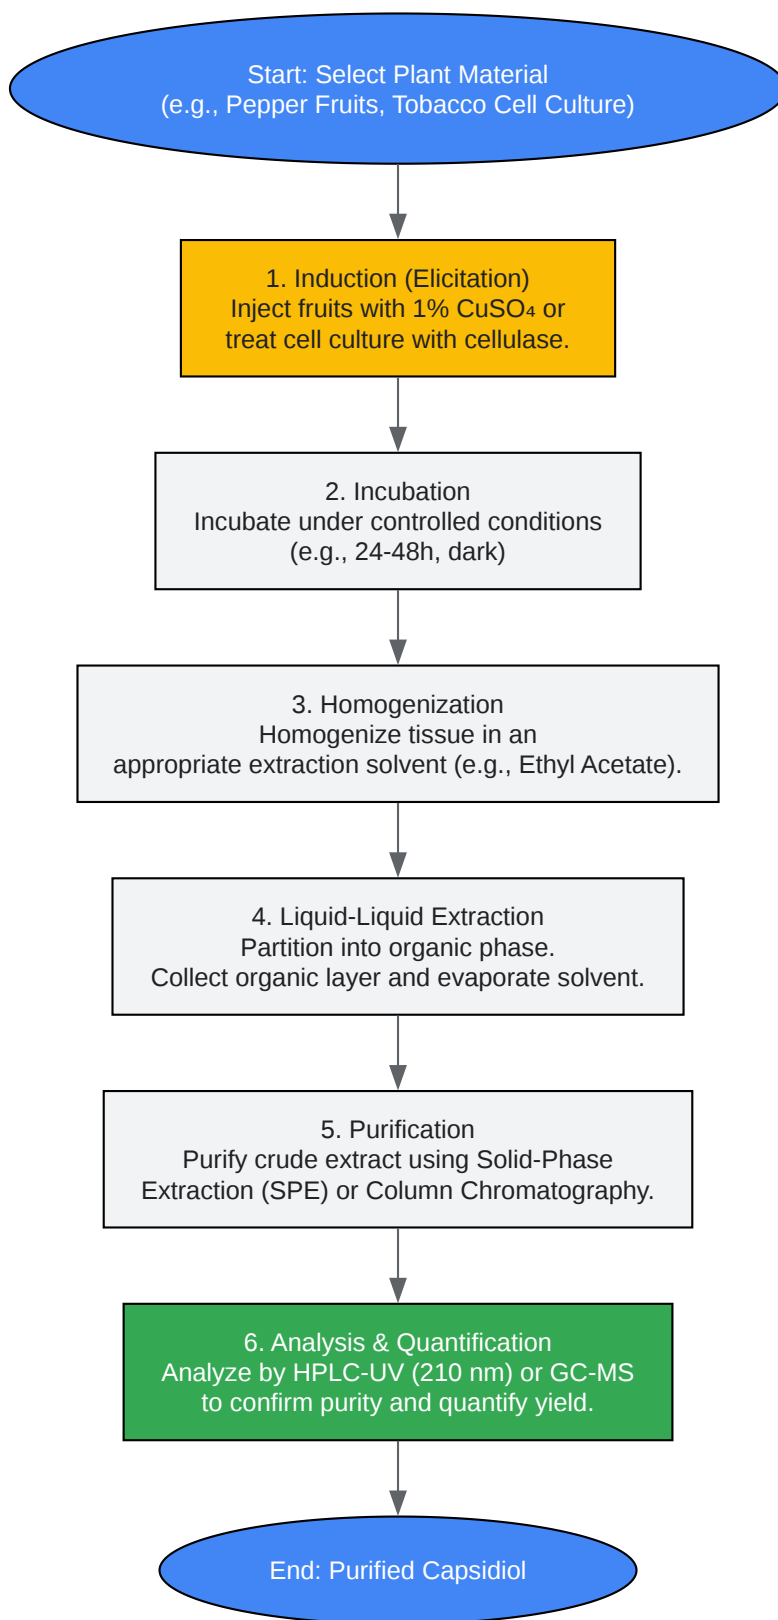 Start: Select Plant Material
(e.g., Pepper Fruits, Tobacco Cell Culture)
1. Induction (Elicitation)
Inject fruits with 1% CuSO₄ or
treat cell culture with cellulase.
2. Incubation
Incubate under controlled conditions
(e.g., 24-48h, dark)
3. Homogenization
Homogenize tissue in an
appropriate extraction solvent (e.g., Ethyl Acetate).
4. Liquid-Liquid Extraction
Partition into organic phase.
Collect organic layer and evaporate solvent.
5. Purification
Purify crude extract using Solid-Phase
Extraction (SPE) or Column Chromatography.
6. Analysis & Quantification
Analyze by HPLC-UV (210 nm) or GC-MS
to confirm purity and quantify yield.
End: Purified Capsidiol